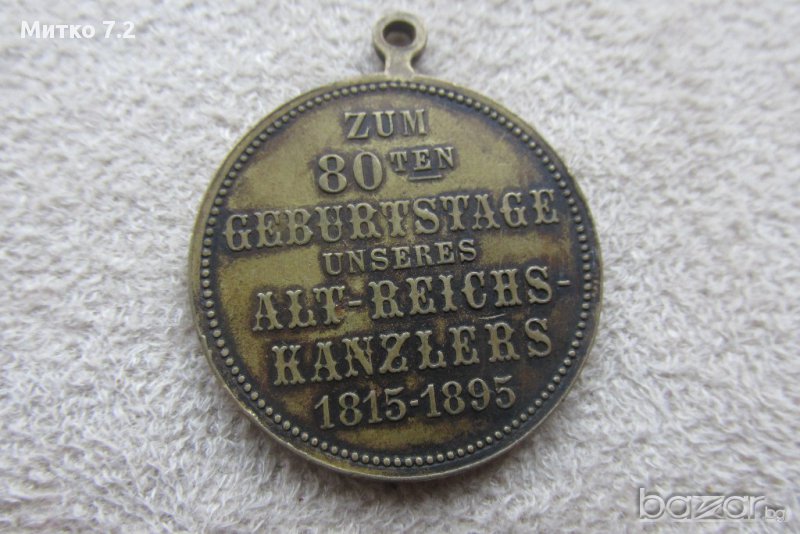 Митко 7.2
ZUM
80TEN
GEBURTSTAGE
UNSERES
ALT-REICHS-
KANZLERS
1815-1895
bazar.bg